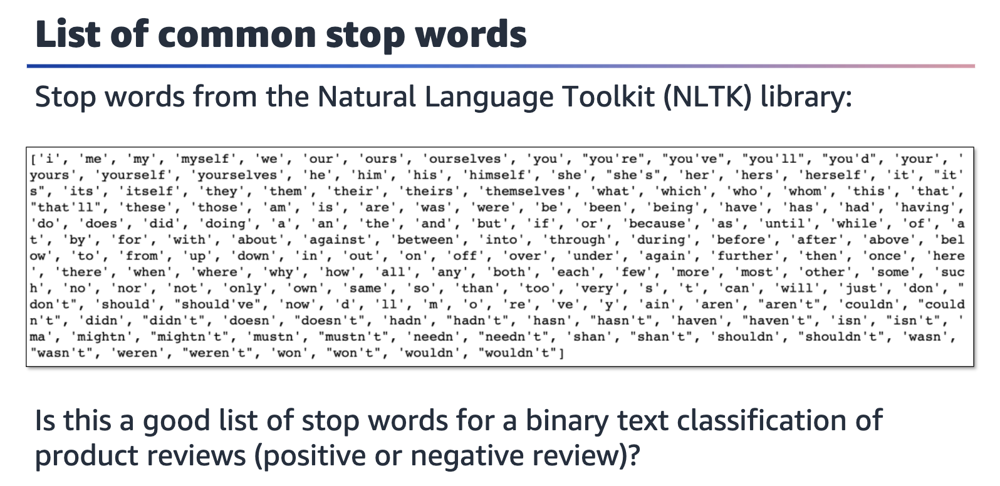 List of common stop words
Stop words from the Natural Language Toolkit (NLTK) library:
['i', 'me', 'my', 'myself', 'we', 'our', 'ours', 'ourselves', 'you', "you're", "you've", "you'll", "you'd", 'your', '
yours', 'yourself', 'yourselves', 'he', 'him', 'his', 'himself', 'she', "she's", 'her', 'hers', 'herself', 'it', "it'
s", 'its', 'itself', 'they', 'them', 'their', 'theirs', 'themselves', 'what', 'which', 'who', 'whom', 'this', 'that',
"that'll", 'these', 'those', 'am', 'is', 'are', 'was', 'were', 'be', 'been', 'being', 'have', 'has', 'had', 'having',
'do', 'does', 'did', 'doing', 'a', 'an', 'the', 'and', 'but', 'if', 'or', 'because', 'as', 'until', 'while', 'of', 'a
t', 'by', 'for', 'with', 'about', 'against', 'between', 'into', 'through', 'during', 'before', 'after', 'above', 'bel
ow', 'to', 'from', 'up', 'down', 'in', 'out', 'on', 'off', 'over', 'under', 'again', 'further', 'then', 'once', 'here
', 'there', 'when', 'where', 'why', 'how', 'all', 'any', 'both', 'each', 'few', 'more', 'most', 'other', 'some', 'suc
h', 'no', 'nor', 'not', 'only', 'own', 'same', 'so', 'than', 'too', 'very', 's', 't', 'can', 'will', 'just', 'don', "
don't", 'should', "should've", 'now', 'd', 'll', 'm', 'o', 're', 've', 'y', 'ain', 'aren', "aren't", 'couldn', "could
n't", 'didn', "didn't", 'doesn', "doesn't", 'hadn', "hadn't", 'hasn', "hasn't", 'haven', "haven't", 'isn', "isn't", '
ma', 'mightn', "mightn't", 'mustn', "mustn't", 'needn', "needn't", 'shan', "shan't", 'shouldn', "shouldn't", 'wasn',
"wasn't", 'weren', "weren't", 'won', "won't", 'wouldn', "wouldn't"]
Is this a good list of stop words for a binary text classification of
product reviews (positive or negative review)?